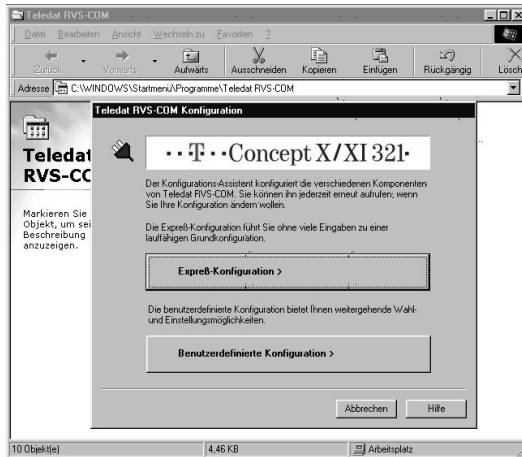 Teledat RVS-COM
Datei Bearbeiten Ansicht Wechseln zu Favoriten ?
Zurück Vorwärts Aufwärts Ausschneiden Kopieren Einfügen Rückgängig Lösch
Adresse C:\WINDOWS\Startmenü\Programme\Teledat RVS-COM
Teledat RVS-COM Konfiguration
Teledat
RVS-CO
Markieren Sie
Objekt, um sei
Beschreibung
anzuzeigen.
··T··Concept X/XI 321·
Der Konfigurations-Assistent konfiguriert die verschiedenen Komponenten
von Teledat RVS-COM. Sie können ihn jederzeit erneut aufrufen, wenn
Sie Ihre Konfiguration ändern wollen.
Die Expreß-Konfiguration führt Sie ohne viele Eingaben zu einer
lauffähigen Grundkonfiguration.
Expreß-Konfiguration >
Die benutzerdefinierte Konfiguration bietet Ihnen weitergehende Wahl-
und Einstellungsmöglichkeiten.
Benutzerdefinierte Konfiguration >
Abbrechen Hilfe
10 Objekt(e) 4,46 KB Arbeitsplatz